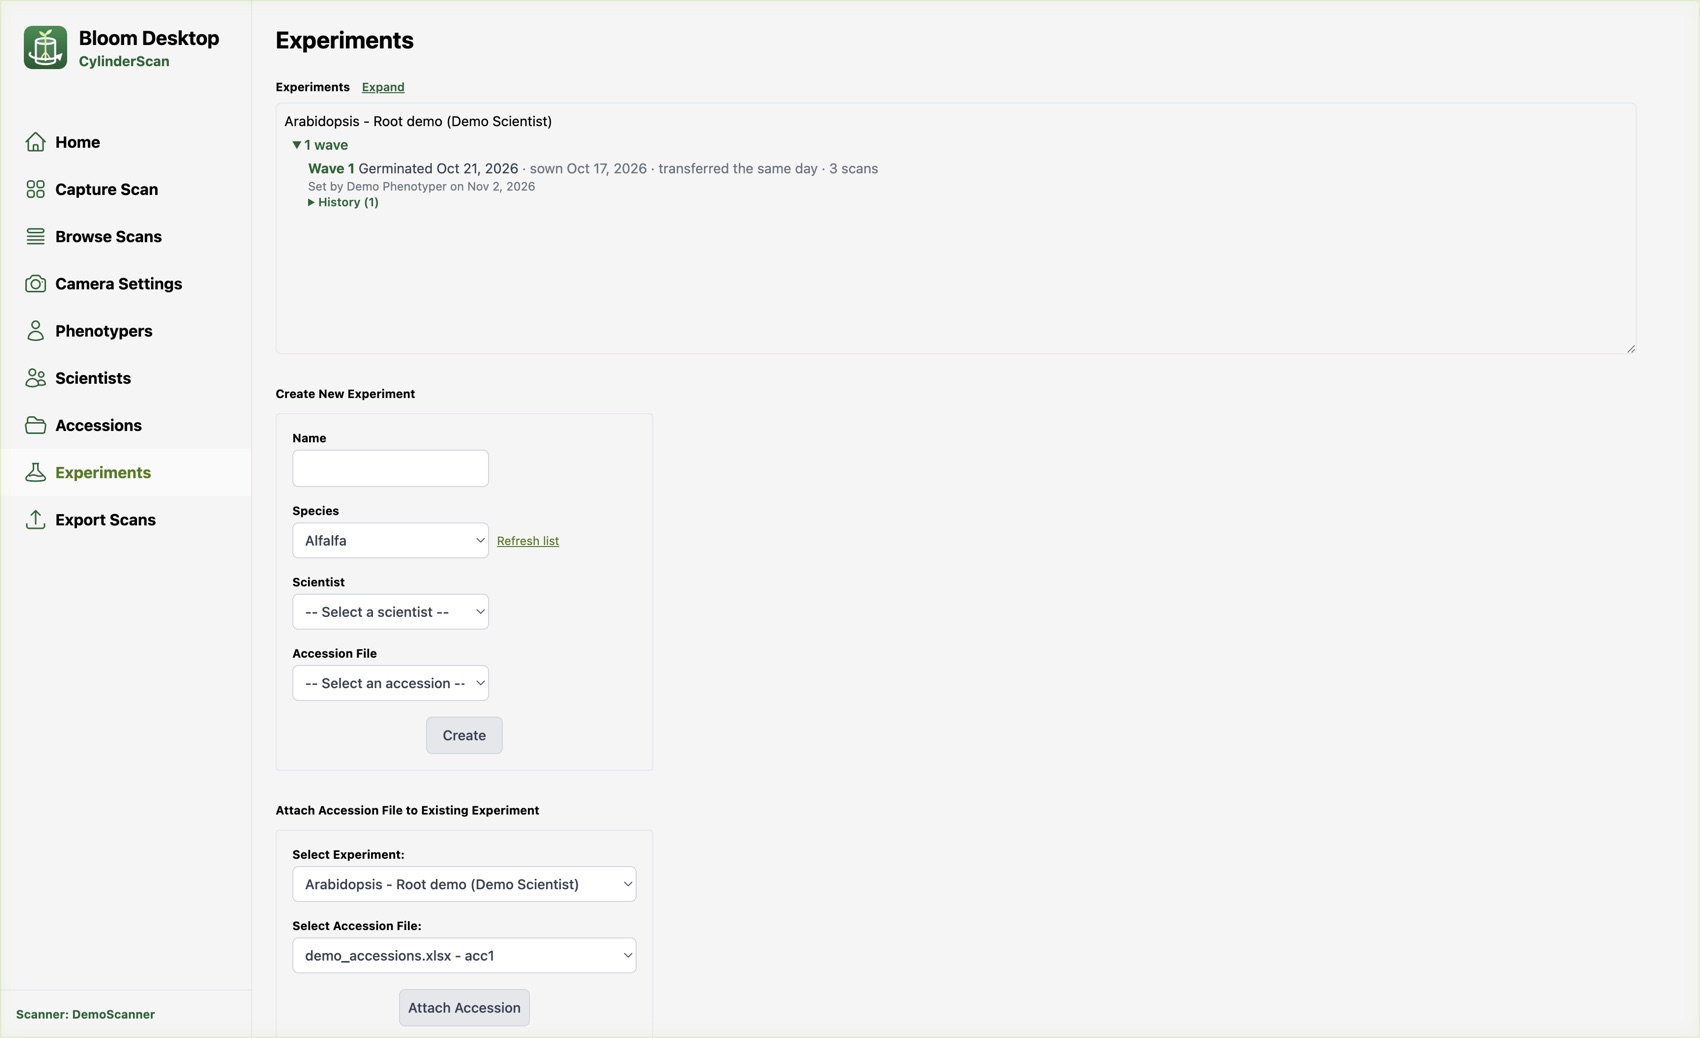 Bloom Desktop
CylinderScan
Home
Capture Scan
Browse Scans
Camera Settings
Phenotypers
Scientists
Accessions
Experiments
Export Scans
Scanner: DemoScanner
Experiments
Experiments Expand
Arabidopsis - Root demo (Demo Scientist)
▼1 wave
Wave 1 Germinated Oct 21, 2026 · sown Oct 17, 2026 · transferred the same day · 3 scans
Set by Demo Phenotyper on Nov 2, 2026
▶ History (1)
Create New Experiment
Name
Species
Alfalfa
Refresh list
Scientist
-- Select a scientist --
Accession File
-- Select an accession --
Create
Attach Accession File to Existing Experiment
Select Experiment:
Arabidopsis - Root demo (Demo Scientist)
Select Accession File:
demo_accessions.xlsx - acc1
Attach Accession